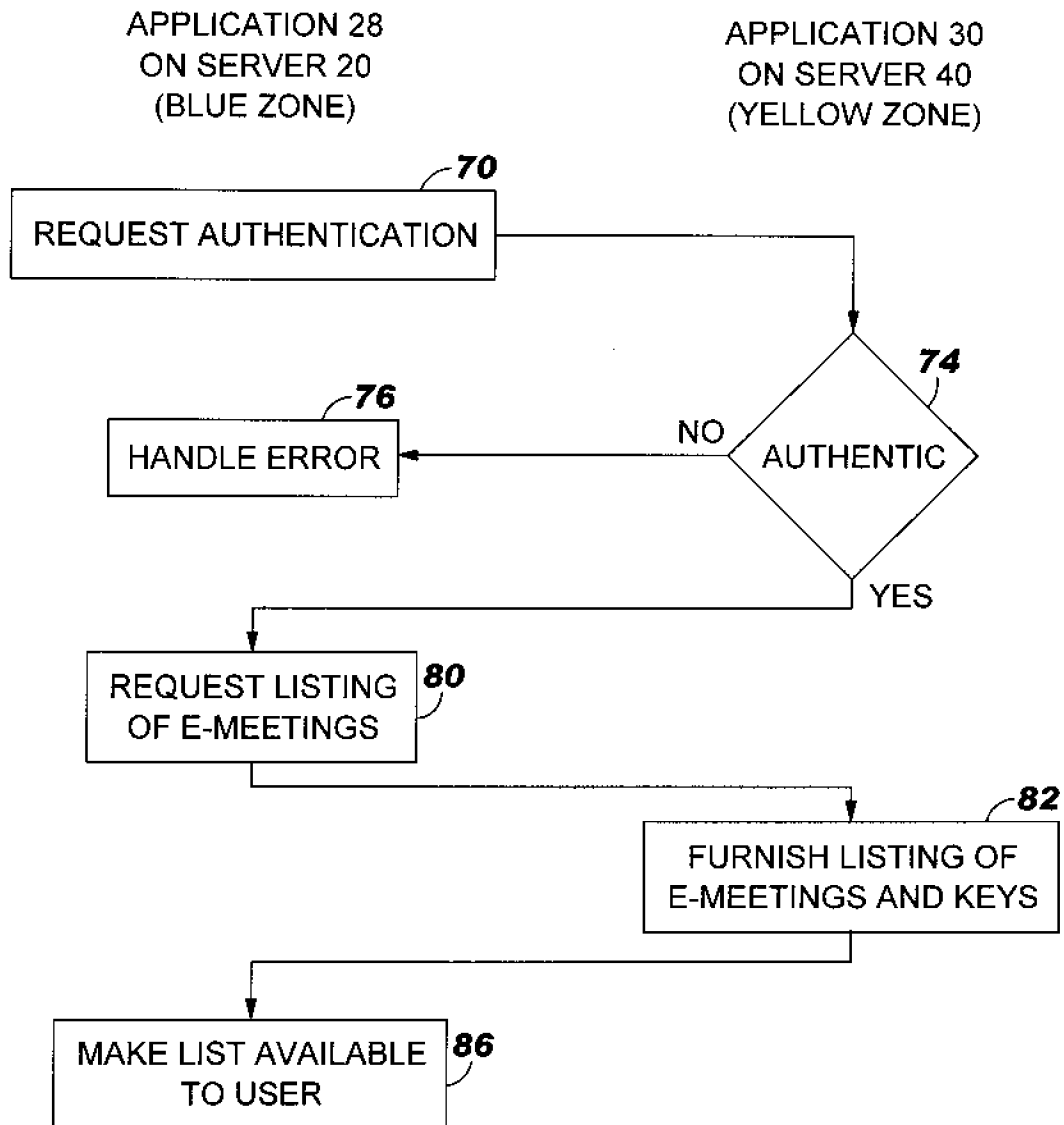 APPLICATION 28
ON SERVER 20
(BLUE ZONE)
APPLICATION 30
ON SERVER 40
(YELLOW ZONE)
70
REQUEST AUTHENTICATION
74
AUTHENTIC
NO
76
HANDLE ERROR
YES
80
REQUEST LISTING
OF E-MEETINGS
82
FURNISH LISTING OF
E-MEETINGS AND KEYS
86
MAKE LIST AVAILABLE
TO USER